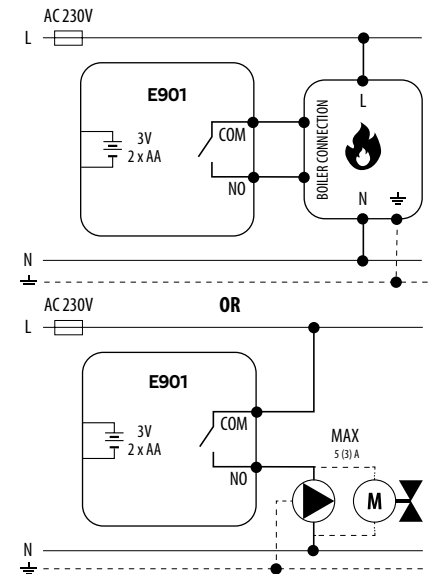 AC 230V
L
E901
3V
2 x AA
COM
NO
BOILER CONNECTION
L
N
N
AC 230V
OR
L
E901
3V
2 x AA
COM
NO
MAX
5 (3) A
M
N